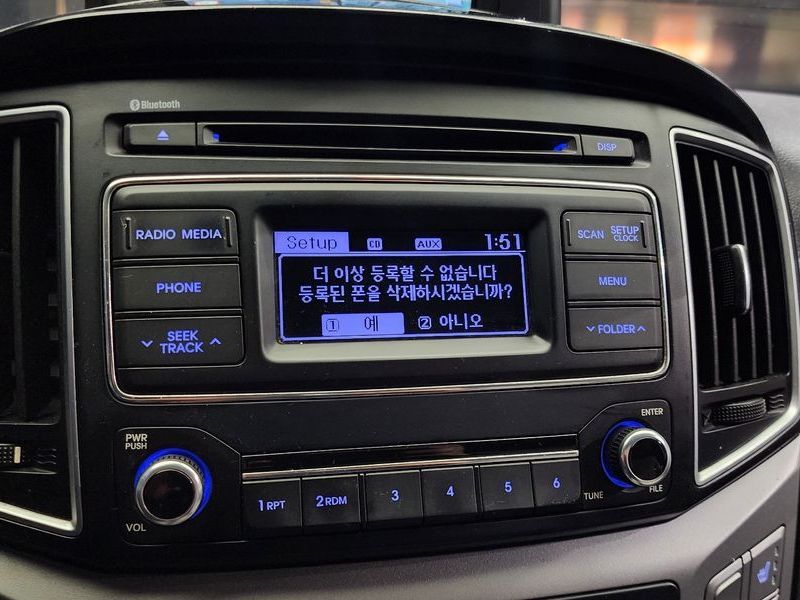 Bluetooth
DISP
RADIO MEDIA
Setup CD AUX 1:51
SCAN SETUP CLOCK
더 이상 등록할 수 없습니다
등록된 폰을 삭제하시겠습니까?
1 예 2 아니오
PHONE
MENU
SEEK TRACK
FOLDER
PWR PUSH
VOL
1 RPT 2 RDM 3 4 5 6
ENTER
TUNE FILE